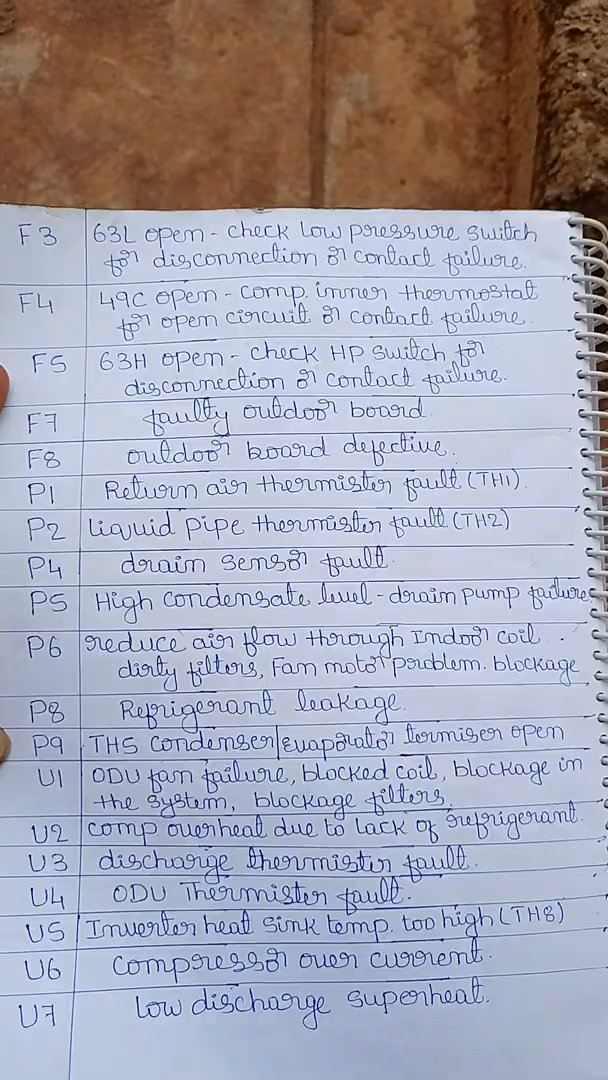 F3 63L open - check low pressure switch
for disconnection or contact failure.
F4 49C open - comp. inner thermostat
for open circuit or contact failure.
F5 63H open - check HP switch for
disconnection or contact failure.
F7 faulty outdoor board.
F8 outdoor board defective.
P1 Return air thermister fault (TH1).
P2 liquid pipe thermister fault (TH2)
P4 drain sensor fault.
P5 High condensate level - drain pump failure
P6 reduce air flow through Indoor coil.
dirty filters, Fan motor problem. blockage
P8 Refrigerant leakage.
P9 TH5 condenser|evaporator termiser open
U1 ODU fan failure, blocked coil, blockage in
the system, blockage filters,
U2 comp overheat due to lack of refrigerant.
U3 discharge thermister fault.
U4 ODU Thermister fault.
U5 Inverter heat sink temp. too high (TH8)
U6 compressor over current.
U7 low discharge superheat.